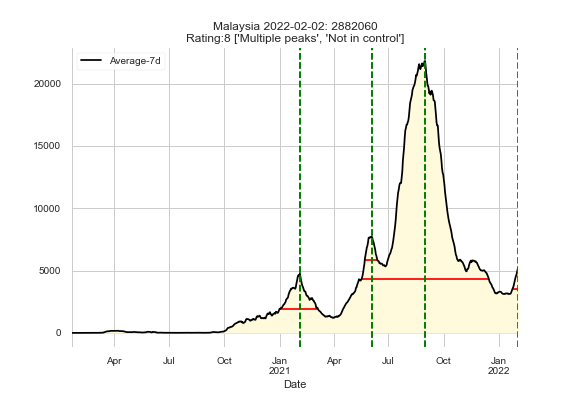 Malaysia 2022-02-02: 2882060
Rating:8 ['Multiple peaks', 'Not in control']
Average-7d
20000
15000
10000
5000
0
Apr
Jul
Oct
Jan
2021
Apr
Jul
Oct
Jan
2022
Date